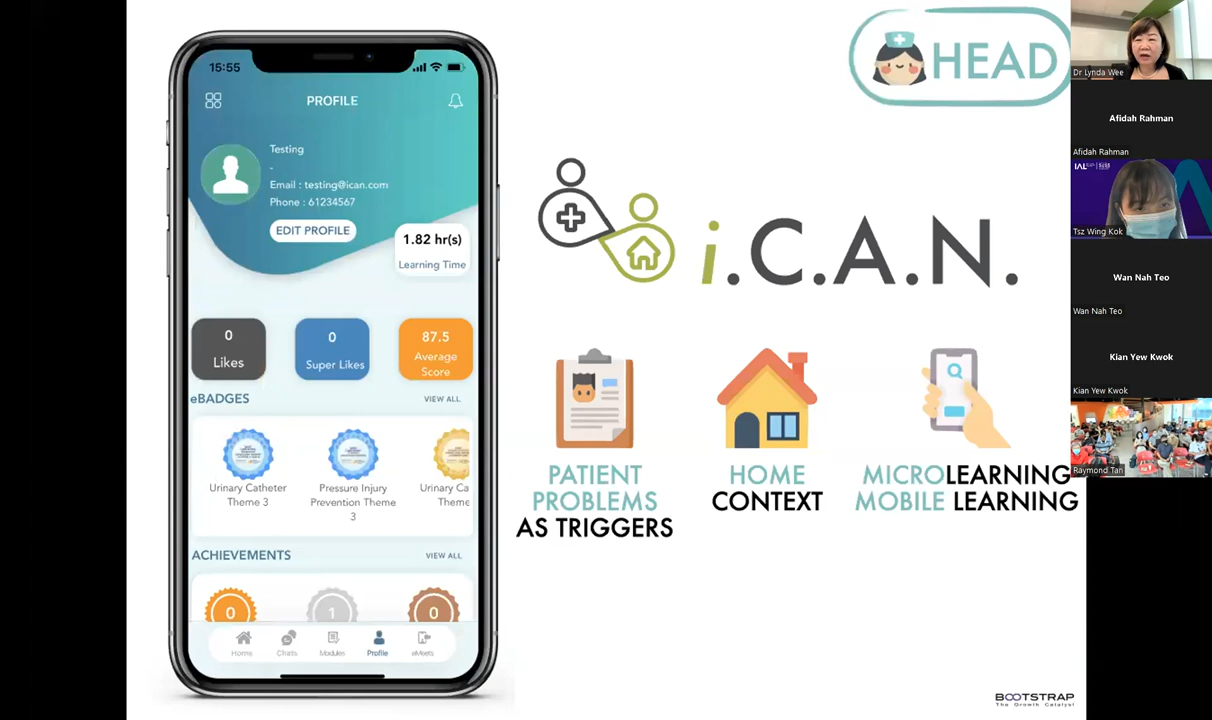 15:55
PROFILE
Testing
-
Email : testing@ican.com
Phone : 61234567
EDIT PROFILE
1.82 hr(s)
Learning Time
0
Likes
0
Super Likes
87.5
Average
Score
eBADGES
VIEW ALL
Urinary Catheter
Theme 3
Pressure Injury
Prevention Theme
3
Urinary Ca
Theme
ACHIEVEMENTS
VIEW ALL
0
1
0
Home
Chats
Modules
Profile
eMeets
HEAD
i.C.A.N.
PATIENT
PROBLEMS
AS TRIGGERS
HOME
CONTEXT
MICROLEARNING
MOBILE LEARNING
BOOTSTRAP
The Growth Catalyst
Dr Lynda Wee
Afidah Rahman
Afidah Rahman
IAL
Tsz Wing Kok
Wan Nah Teo
Wan Nah Teo
Kian Yew Kwok
Kian Yew Kwok
Raymond Tan